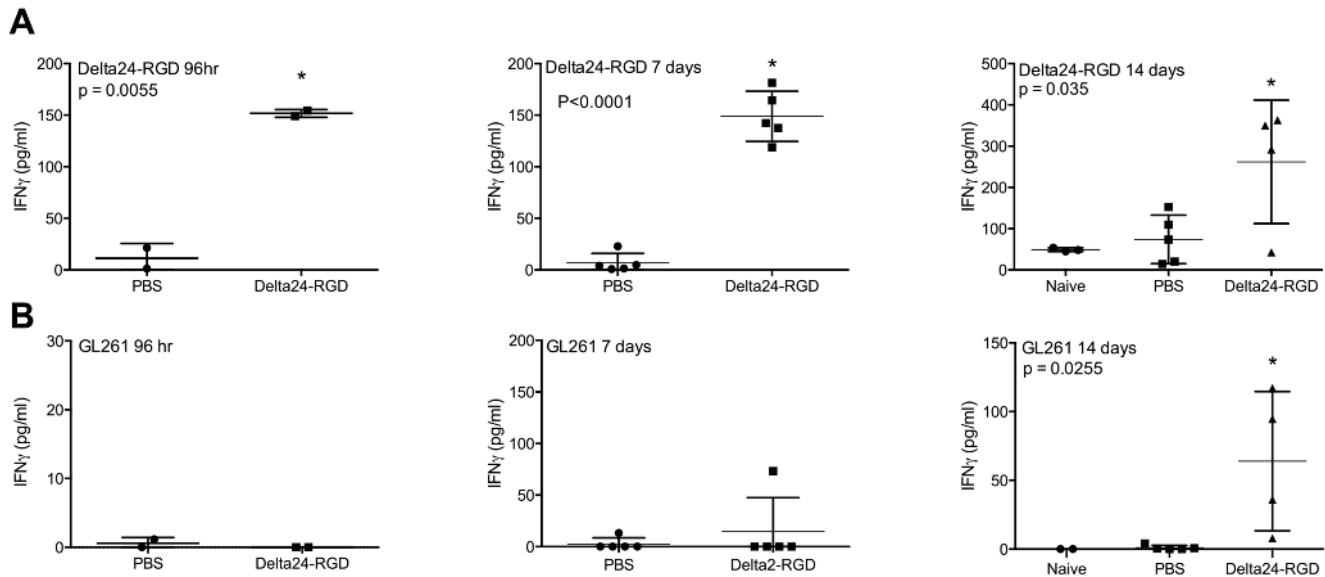 A
Delta24-RGD 96hr
p = 0.0055
*
IFNγ (pg/ml)
200
150
100
50
0
PBS
Delta24-RGD
Delta24-RGD 7 days
P<0.0001
*
IFNγ (pg/ml)
200
150
100
50
0
PBS
Delta24-RGD
Delta24-RGD 14 days
p = 0.035
*
IFNγ (pg/ml)
500
400
300
200
100
0
Naive
PBS
Delta24-RGD
B
GL261 96 hr
IFNγ (pg/ml)
30
20
10
0
PBS
Delta24-RGD
GL261 7 days
IFNγ (pg/ml)
200
150
100
50
0
PBS
Delta2-RGD
GL261 14 days
p = 0.0255
*
IFNγ (pg/ml)
150
100
50
0
Naive
PBS
Delta24-RGD